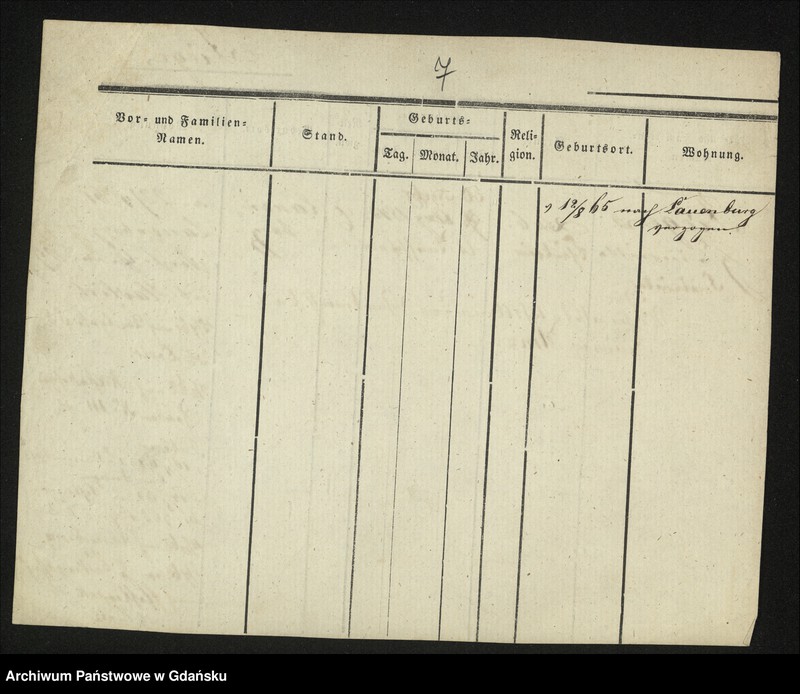 7
Vor- und Familien-
Namen.
Stand.
Geburts-
Tag.
Monat.
Jahr.
Reli-
gion.
Geburtsort.
Wohnung.
12/8 65 nach Lauenburg
verzogen.
Archiwum Państwowe w Gdańsku